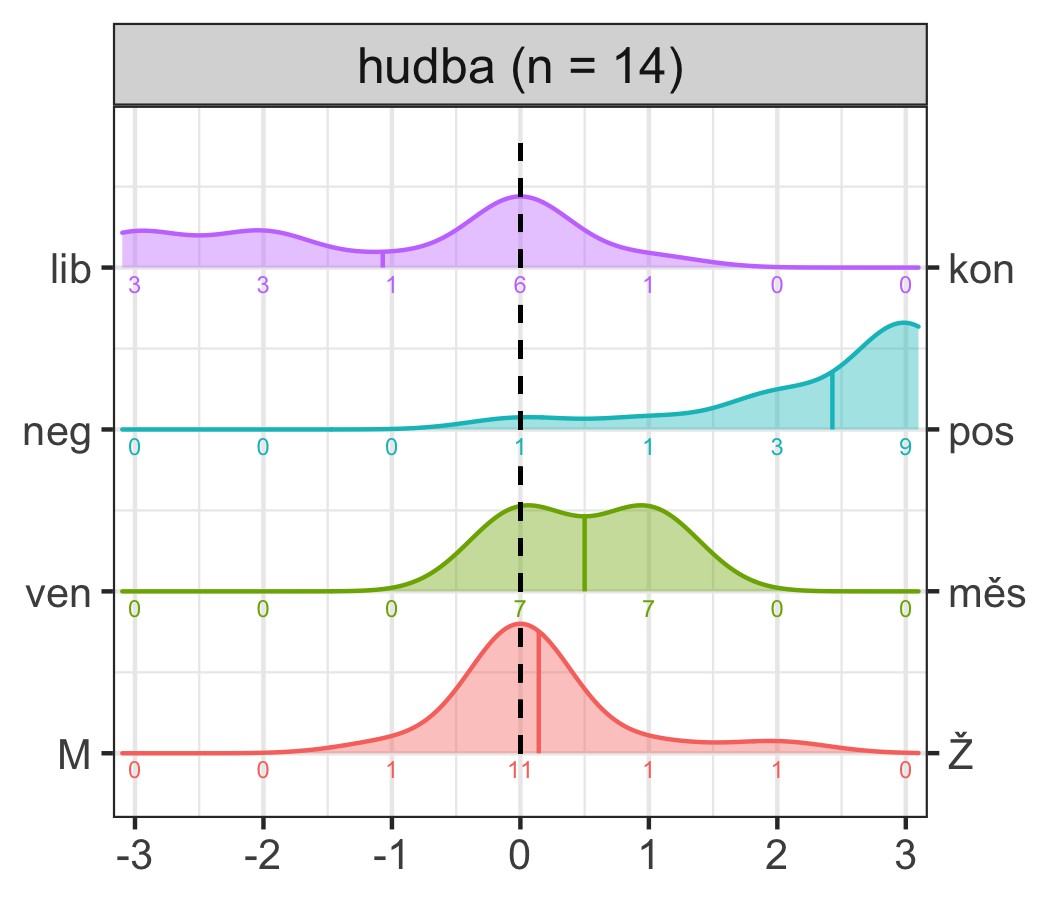 hudba (n = 14)
lib kon
3 3 1 6 1 0 0
neg pos
0 0 0 1 1 3 9
ven měs
0 0 0 7 7 0 0
M Ž
0 0 1 11 1 1 0
-3 -2 -1 0 1 2 3